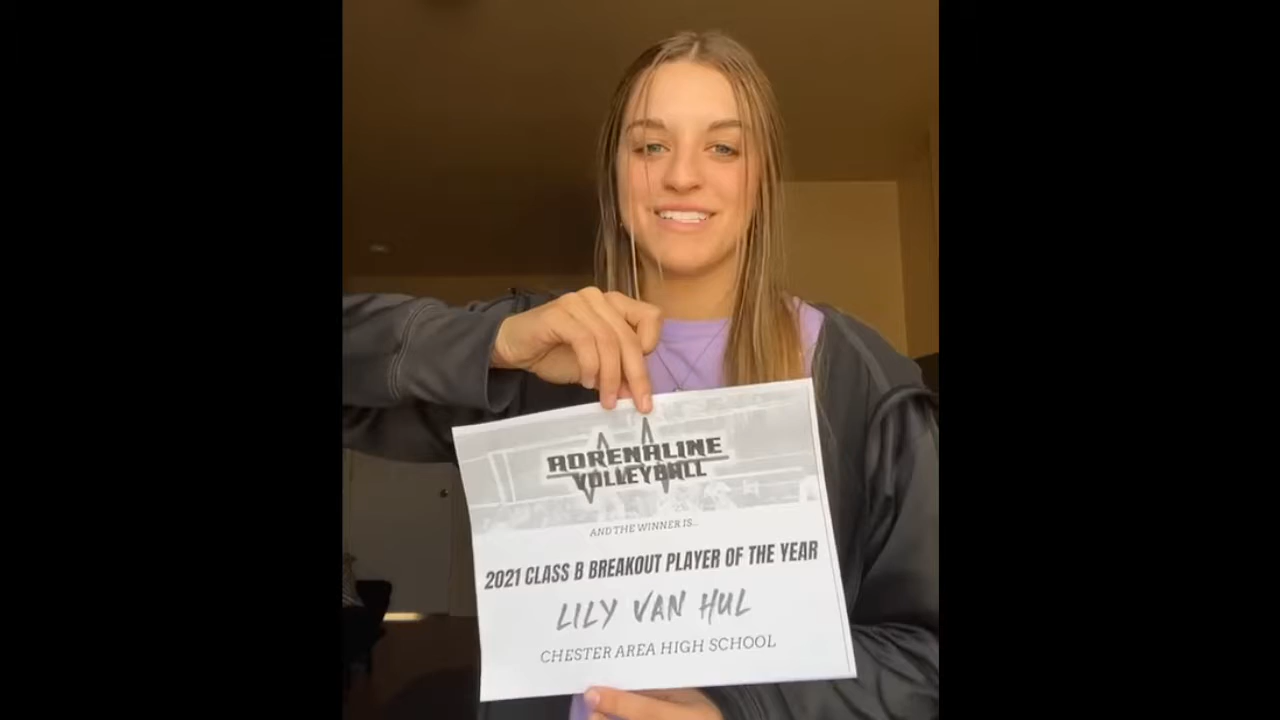 ADRENALINE
VOLLEYBALL
AND THE WINNER IS...
2021 CLASS B BREAKOUT PLAYER OF THE YEAR
LILY VAN HUL
CHESTER AREA HIGH SCHOOL